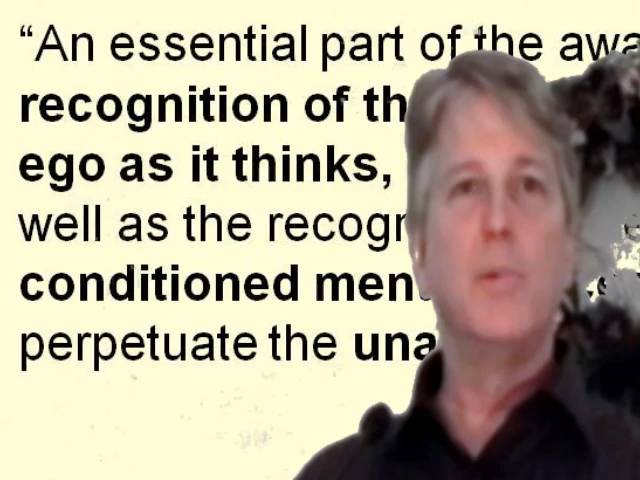 “An essential part of the awa
recognition of th
ego as it thinks,
well as the recogn
conditioned men
perpetuate the una